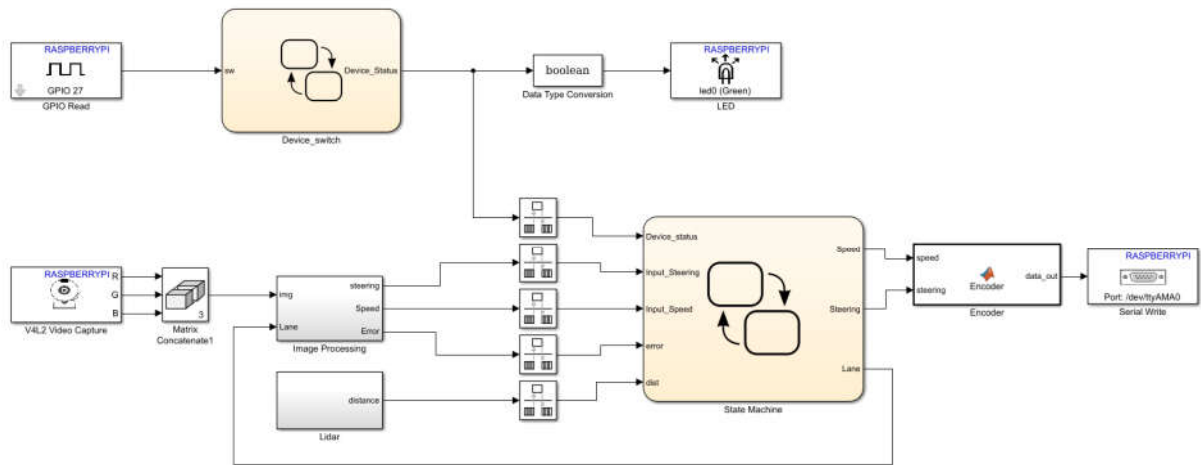 RASPBERRYPI
GPIO 27
GPIO Read
sw
Device_Status
Device_switch
boolean
Data Type Conversion
RASPBERRYPI
led0 (Green)
LED
RASPBERRYPI
R
G
B
V4L2 Video Capture
3
Matrix
Concatenate1
img
Lane
steering
Speed
Error
Image Processing
distance
Lidar
Device_status
Input_Steering
Input_Speed
error
dist
Speed
Steering
Lane
State Machine
speed
steering
Encoder
data_out
Encoder
RASPBERRYPI
Port: /dev/ttyAMA0
Serial Write